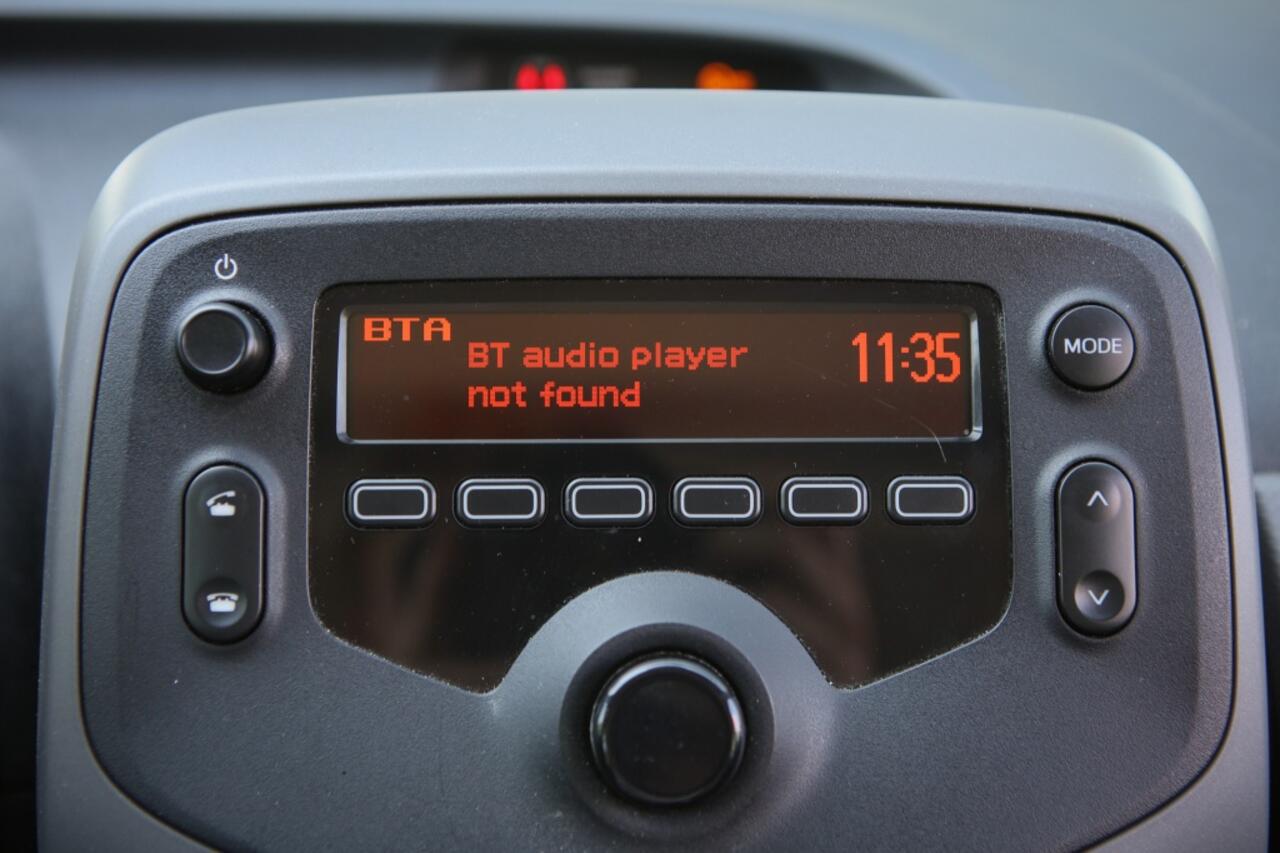 BTA
BT audio player
not found
11:35
MODE